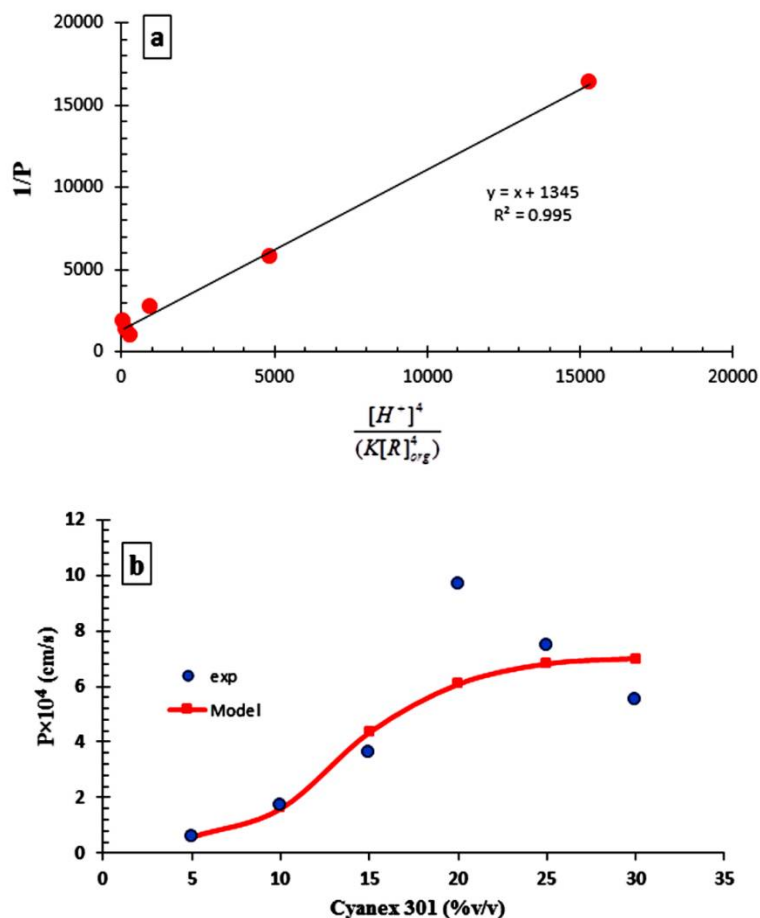 a
1/P
20000
15000
10000
5000
0
y = x + 1345
R² = 0.995
0 5000 10000 15000 20000
[H⁺]⁴
(K[R]⁴org)
b
P×10⁴ (cm/s)
12
10
8
6
4
2
0
exp
Model
0 5 10 15 20 25 30 35
Cyanex 301 (%v/v)